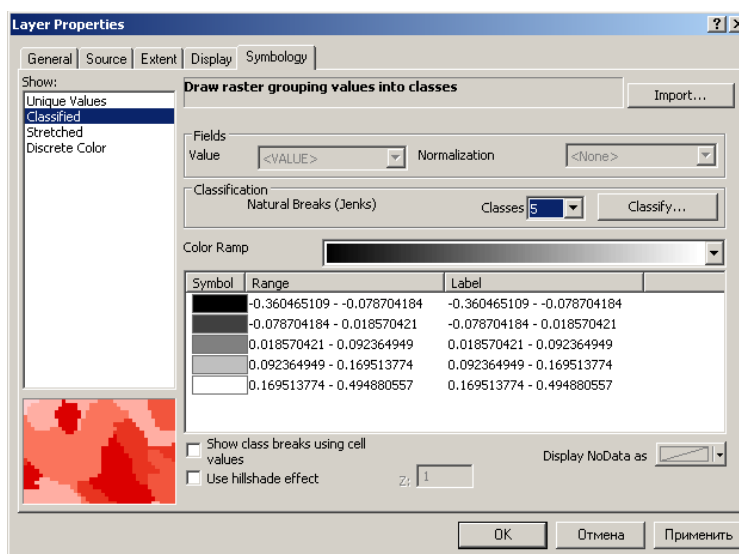 Layer Properties
General Source Extent Display Symbology
Show:
Unique Values
Classified
Stretched
Discrete Color
Draw raster grouping values into classes
Import...
Fields
Value <VALUE> Normalization <None>
Classification
Natural Breaks (Jenks) Classes 5 Classify...
Color Ramp
Symbol Range Label
-0.360465109 - -0.078704184 -0.360465109 - -0.078704184
-0.078704184 - 0.018570421 -0.078704184 - 0.018570421
0.018570421 - 0.092364949 0.018570421 - 0.092364949
0.092364949 - 0.169513774 0.092364949 - 0.169513774
0.169513774 - 0.494880557 0.169513774 - 0.494880557
Show class breaks using cell
values
Display NoData as
Use hillshade effect Z: 1
OK Отмена Применить